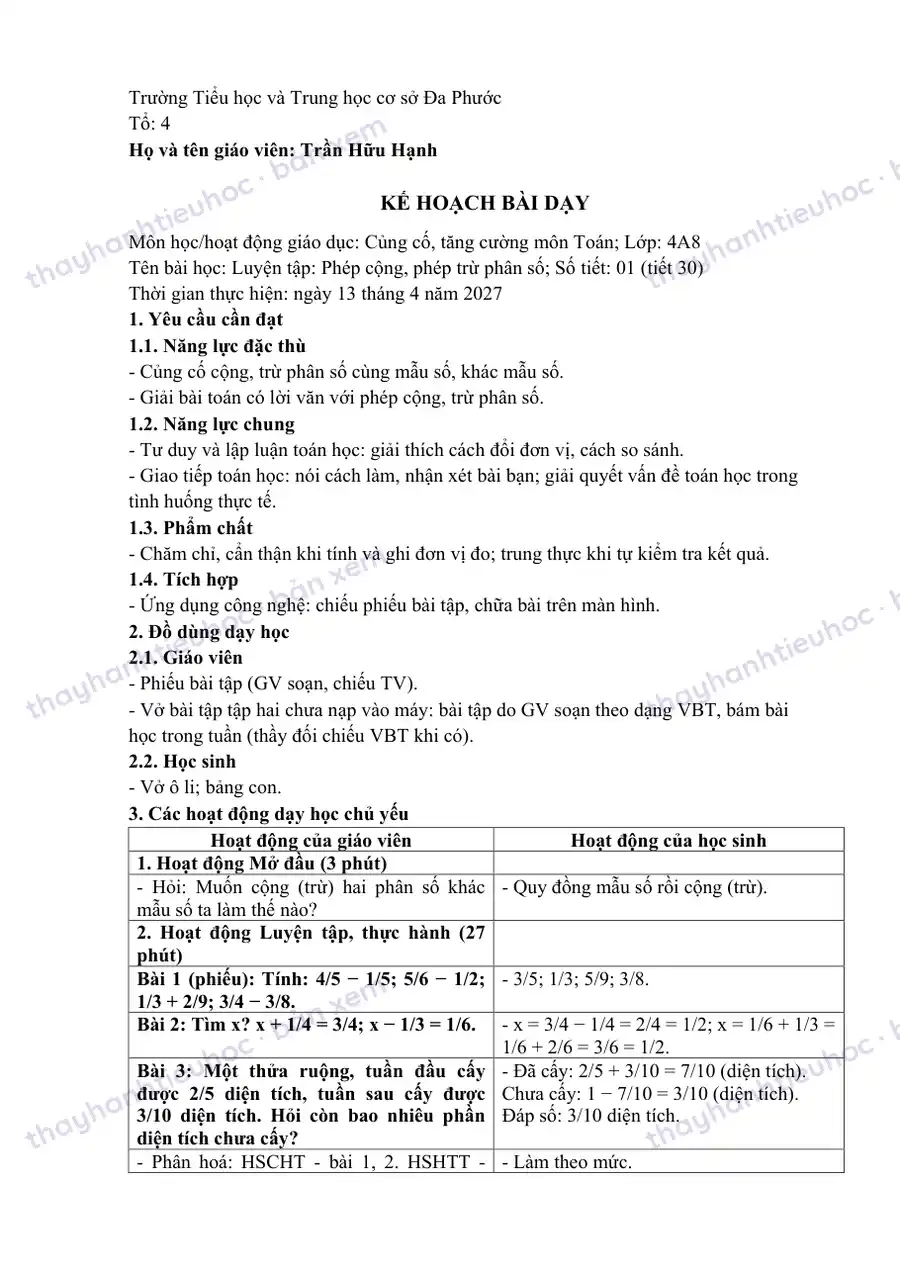 Trường Tiểu học và Trung học cơ sở Đa Phước
Tổ: 4
Họ và tên giáo viên: Trần Hữu Hạnh
KẾ HOẠCH BÀI DẠY
Môn học/hoạt động giáo dục: Củng cố, tăng cường môn Toán; Lớp: 4A8
Tên bài học: Luyện tập: Phép cộng, phép trừ phân số; Số tiết: 01 (tiết 30)
Thời gian thực hiện: ngày 13 tháng 4 năm 2027
1. Yêu cầu cần đạt
1.1. Năng lực đặc thù
- Củng cố cộng, trừ phân số cùng mẫu số, khác mẫu số.
- Giải bài toán có lời văn với phép cộng, trừ phân số.
1.2. Năng lực chung
- Tư duy và lập luận toán học: giải thích cách đổi đơn vị, cách so sánh.
- Giao tiếp toán học: nói cách làm, nhận xét bài bạn; giải quyết vấn đề toán học trong
tình huống thực tế.
1.3. Phẩm chất
- Chăm chỉ, cẩn thận khi tính và ghi đơn vị đo; trung thực khi tự kiểm tra kết quả.
1.4. Tích hợp
- Ứng dụng công nghệ: chiếu phiếu bài tập, chữa bài trên màn hình.
2. Đồ dùng dạy học
2.1. Giáo viên
- Phiếu bài tập (GV soạn, chiếu TV).
- Vở bài tập tập hai chưa nạp vào máy: bài tập do GV soạn theo dạng VBT, bám bài
học trong tuần (thầy đối chiếu VBT khi có).
2.2. Học sinh
- Vở ô li; bảng con.
3. Các hoạt động dạy học chủ yếu
Hoạt động của giáo viên
Hoạt động của học sinh
1. Hoạt động Mở đầu (3 phút)
- Hỏi: Muốn cộng (trừ) hai phân số khác
mẫu số ta làm thế nào?
- Quy đồng mẫu số rồi cộng (trừ).
2. Hoạt động Luyện tập, thực hành (27
phút)
Bài 1 (phiếu): Tính: 4/5 − 1/5; 5/6 − 1/2;
1/3 + 2/9; 3/4 − 3/8.
- 3/5; 1/3; 5/9; 3/8.
Bài 2: Tìm x? x + 1/4 = 3/4; x − 1/3 = 1/6.
- x = 3/4 − 1/4 = 2/4 = 1/2; x = 1/6 + 1/3 =
1/6 + 2/6 = 3/6 = 1/2.
Bài 3: Một thửa ruộng, tuần đầu cấy
được 2/5 diện tích, tuần sau cấy được
3/10 diện tích. Hỏi còn bao nhiêu phần
diện tích chưa cấy?
- Đã cấy: 2/5 + 3/10 = 7/10 (diện tích).
Chưa cấy: 1 − 7/10 = 3/10 (diện tích).
Đáp số: 3/10 diện tích.
- Phân hoá: HSCHT - bài 1, 2. HSHTT -
- Làm theo mức.
thayhanhtieuhoc · bản xem
thayhanhtieuhoc · b
thayhanhtieuhoc · bản xem
thayhanhtieuhoc · b
thayhanhtieuhoc · bản xem
thayhanhtieuhoc · b